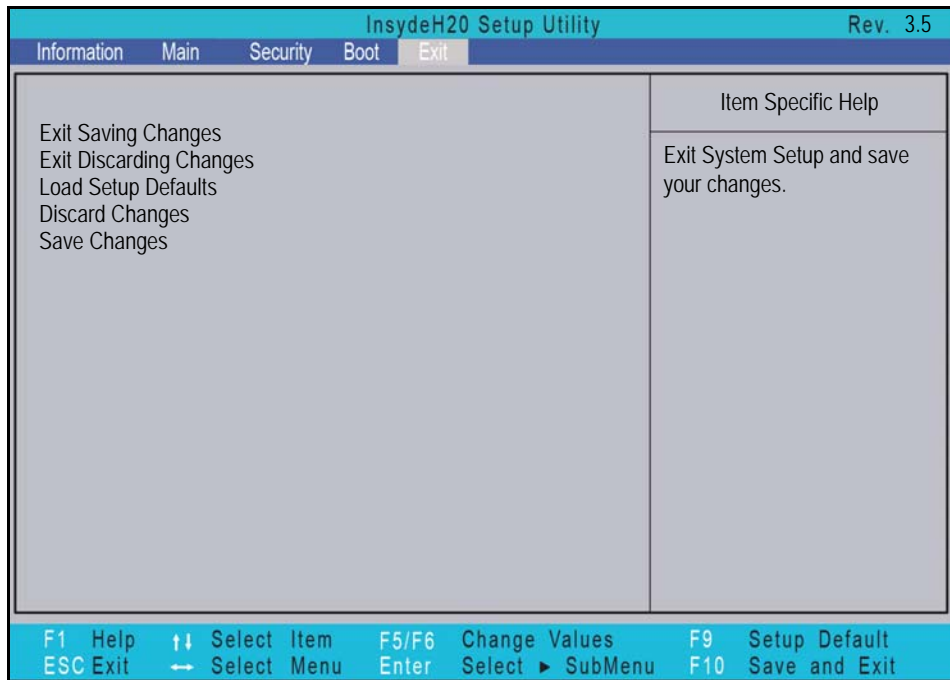 InsydeH20 Setup Utility Rev. 3.5
Information Main Security Boot Exit
Exit Saving Changes
Exit Discarding Changes
Load Setup Defaults
Discard Changes
Save Changes
Item Specific Help
Exit System Setup and save
your changes.
F1 Help ↑↓ Select Item F5/F6 Change Values F9 Setup Default
ESC Exit ↔ Select Menu Enter Select ► SubMenu F10 Save and Exit